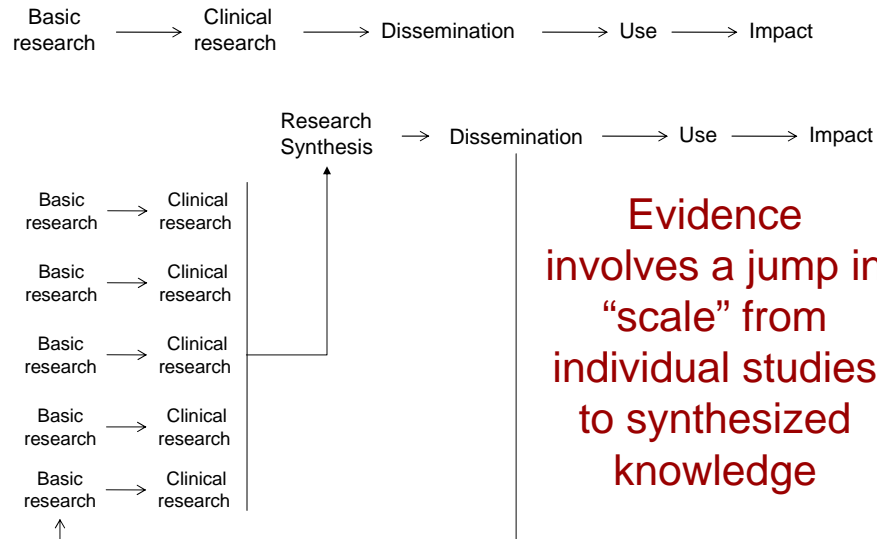 Basic research
Clinical research
Dissemination
Use
Impact
Research Synthesis
Dissemination
Use
Impact
Basic research
Clinical research
Basic research
Clinical research
Basic research
Clinical research
Basic research
Clinical research
Basic research
Clinical research
Evidence
involves a jump in
“scale” from
individual studies
to synthesized
knowledge